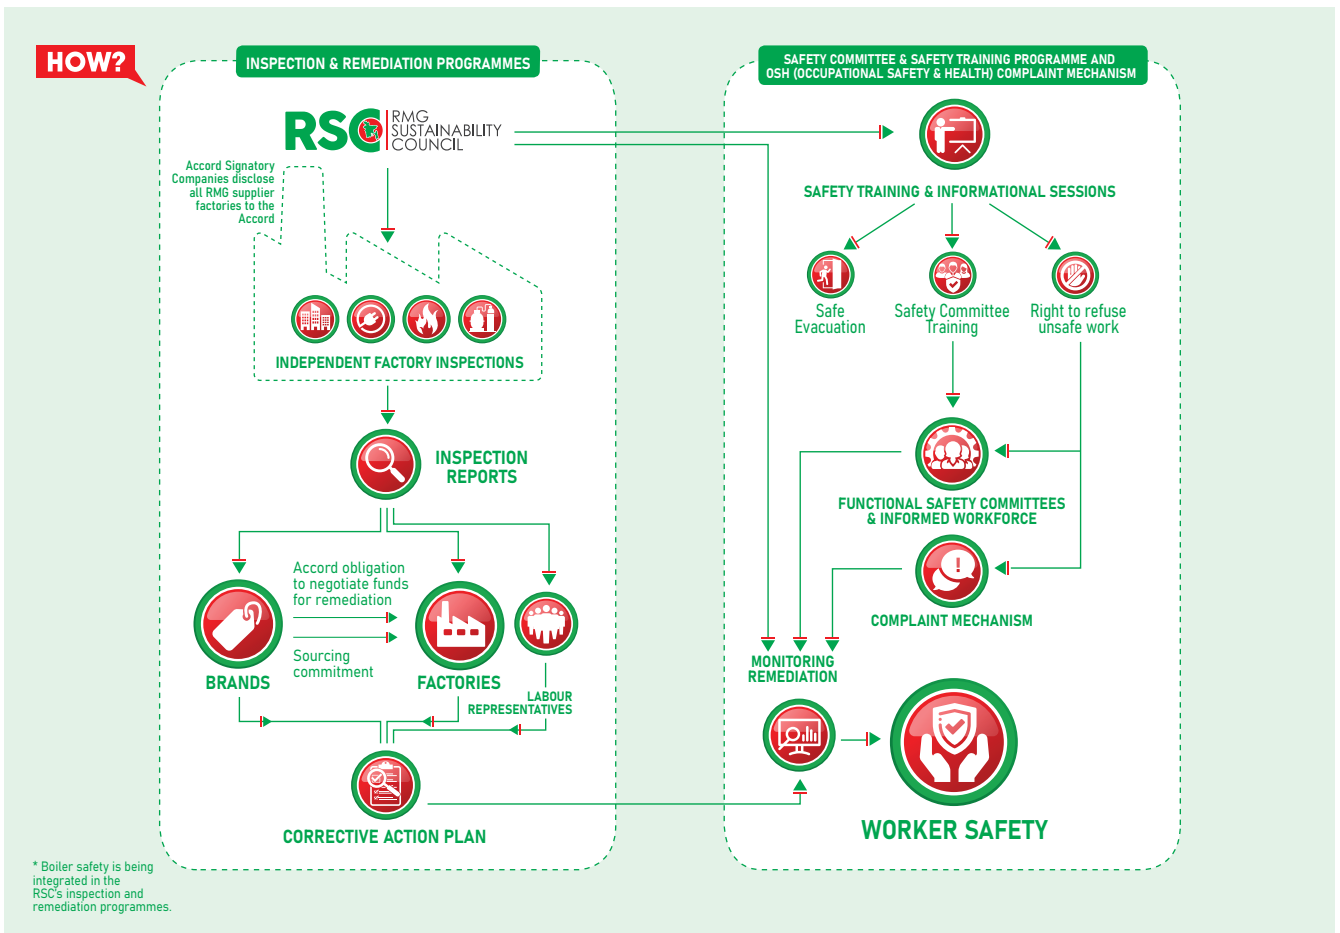 HOW?
INSPECTION & REMEDIATION PROGRAMMES
RSC
RMG
SUSTAINABILITY
COUNCIL
Accord Signatory
Companies disclose
all RMG supplier
factories to the
Accord
INDEPENDENT FACTORY INSPECTIONS
INSPECTION
REPORTS
Accord obligation
to negotiate funds
for remediation
Sourcing
commitment
BRANDS
FACTORIES
LABOUR
REPRESENTATIVES
CORRECTIVE ACTION PLAN
* Boiler safety is being
integrated in the
RSC's inspection and
remediation programmes.
SAFETY COMMITTEE & SAFETY TRAINING PROGRAMME AND
OSH (OCCUPATIONAL SAFETY & HEALTH) COMPLAINT MECHANISM
SAFETY TRAINING & INFORMATIONAL SESSIONS
Safe
Evacuation
Safety Committee
Training
Right to refuse
unsafe work
FUNCTIONAL SAFETY COMMITTEES
& INFORMED WORKFORCE
COMPLAINT MECHANISM
MONITORING
REMEDIATION
WORKER SAFETY